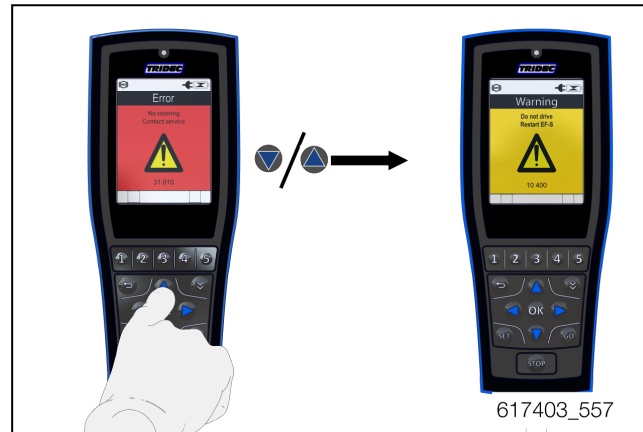 TRIDEC
Error
No steering
Contact service
31 010
1 2 3 4 5
TRIDEC
Warning
Do not drive
Restart EF-S
10 400
1 2 3 4 5
OK
SET
GO
STOP
617403_557